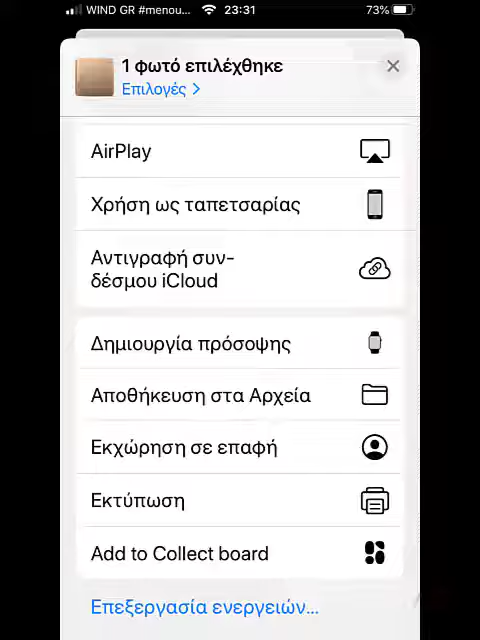 WIND GR #menou... 23:31 73%
1 φωτό επιλέχθηκε
Επιλογές >
AirPlay
Χρήση ως ταπετσαρίας
Αντιγραφή συν-
δέσμου iCloud
Δημιουργία πρόσοψης
Αποθήκευση στα Αρχεία
Εκχώρηση σε επαφή
Εκτύπωση
Add to Collect board
Επεξεργασία ενεργειών...